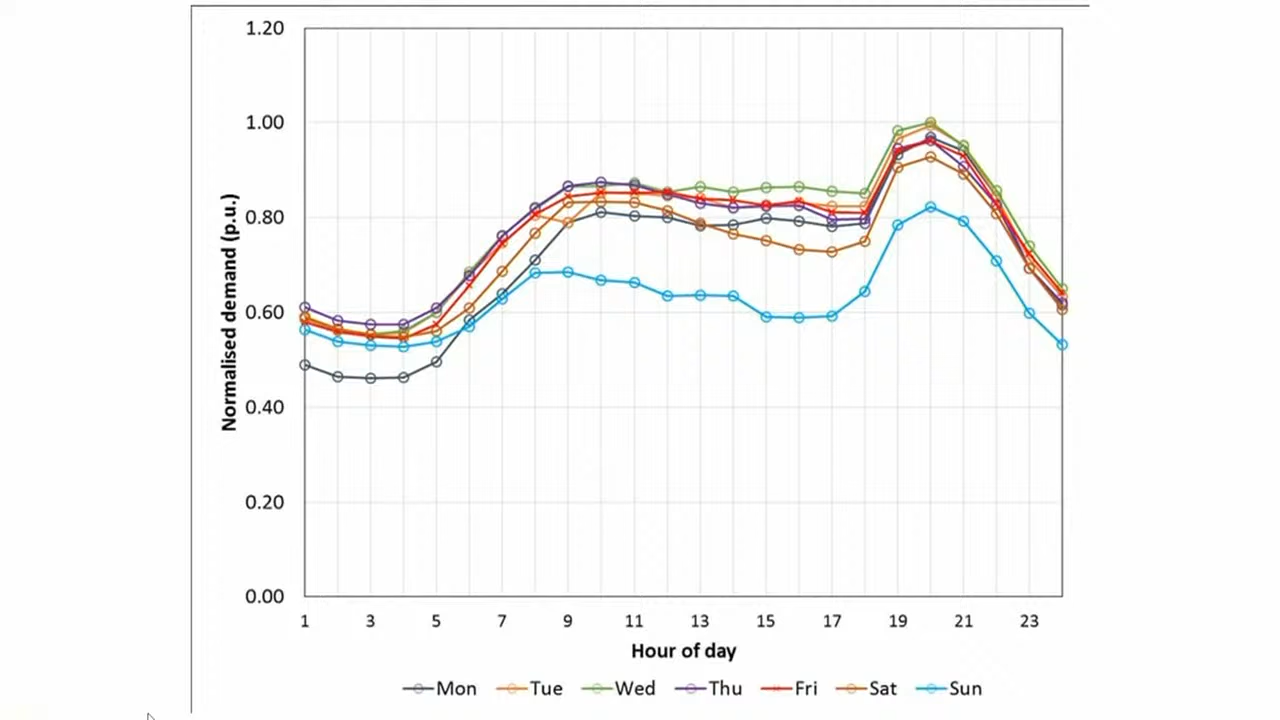 1.20
1.00
0.80
0.60
0.40
0.20
0.00
Normalised demand (p.u.)
1 3 5 7 9 11 13 15 17 19 21 23
Hour of day
Mon Tue Wed Thu Fri Sat Sun